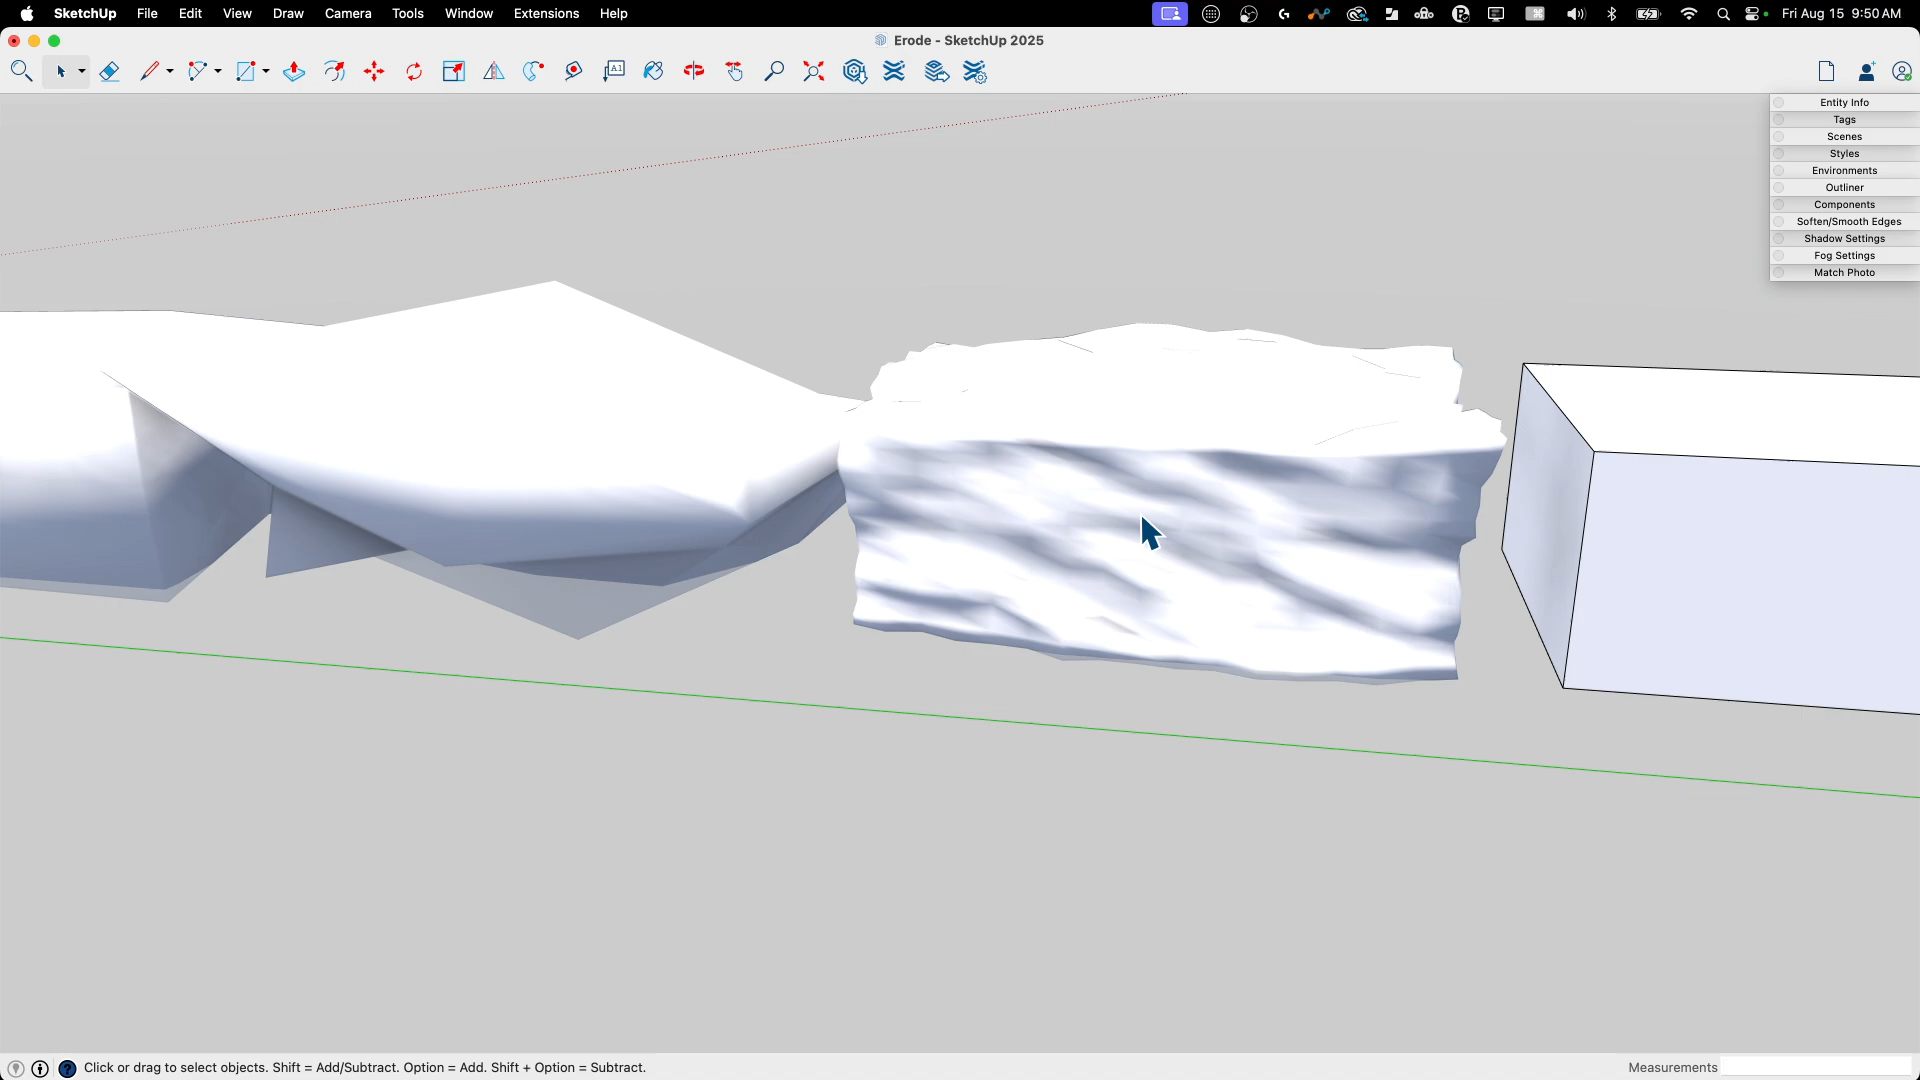 SketchUp File Edit View Draw Camera Tools Window Extensions Help Fri Aug 15 9:50 AM
Erode - SketchUp 2025
A1
Entity Info
Tags
Scenes
Styles
Environments
Outliner
Components
Soften/Smooth Edges
Shadow Settings
Fog Settings
Match Photo
Click or drag to select objects. Shift = Add/Subtract. Option = Add. Shift + Option = Subtract. Measurements